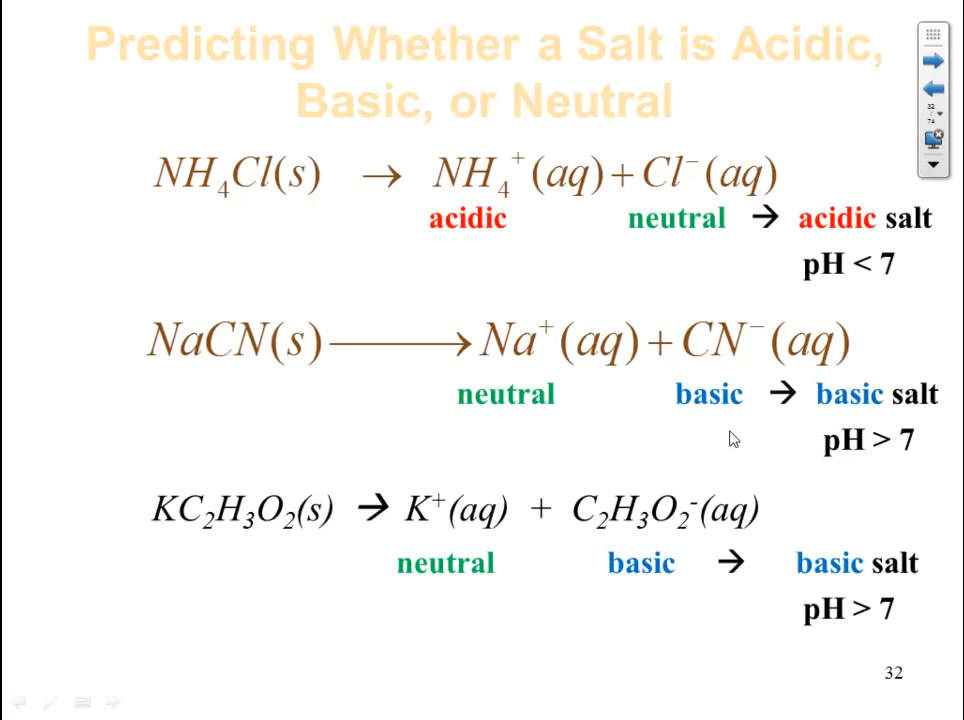 Predicting Whether a Salt is Acidic,
Basic, or Neutral
32
/
74
NH₄Cl(s) → NH₄⁺(aq) + Cl⁻(aq)
acidic neutral → acidic salt
pH < 7
NaCN(s) ⟶ Na⁺(aq) + CN⁻(aq)
neutral basic → basic salt
pH > 7
KC₂H₃O₂(s) → K⁺(aq) + C₂H₃O₂⁻(aq)
neutral basic → basic salt
pH > 7
32